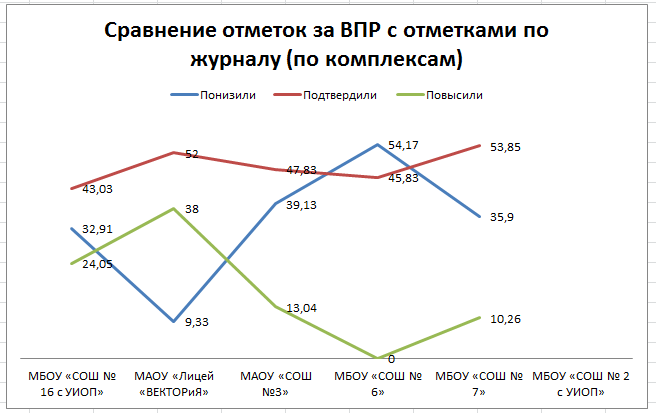 Сравнение отметок за ВПР с отметками по
журналу (по комплексам)
Понизили Подтвердили Повысили
54,17 53,85
52
47,83 45,83
43,03
38 39,13 35,9
32,91
24,05
13,04 10,26
9,33
0
МБОУ «СОШ № МАОУ «Лицей МАОУ «СОШ МБОУ «СОШ № МБОУ «СОШ № МБОУ «СОШ № 2
16 с УИОП» «ВЕКТОРиЯ» №3» 6» 7» с УИОП»